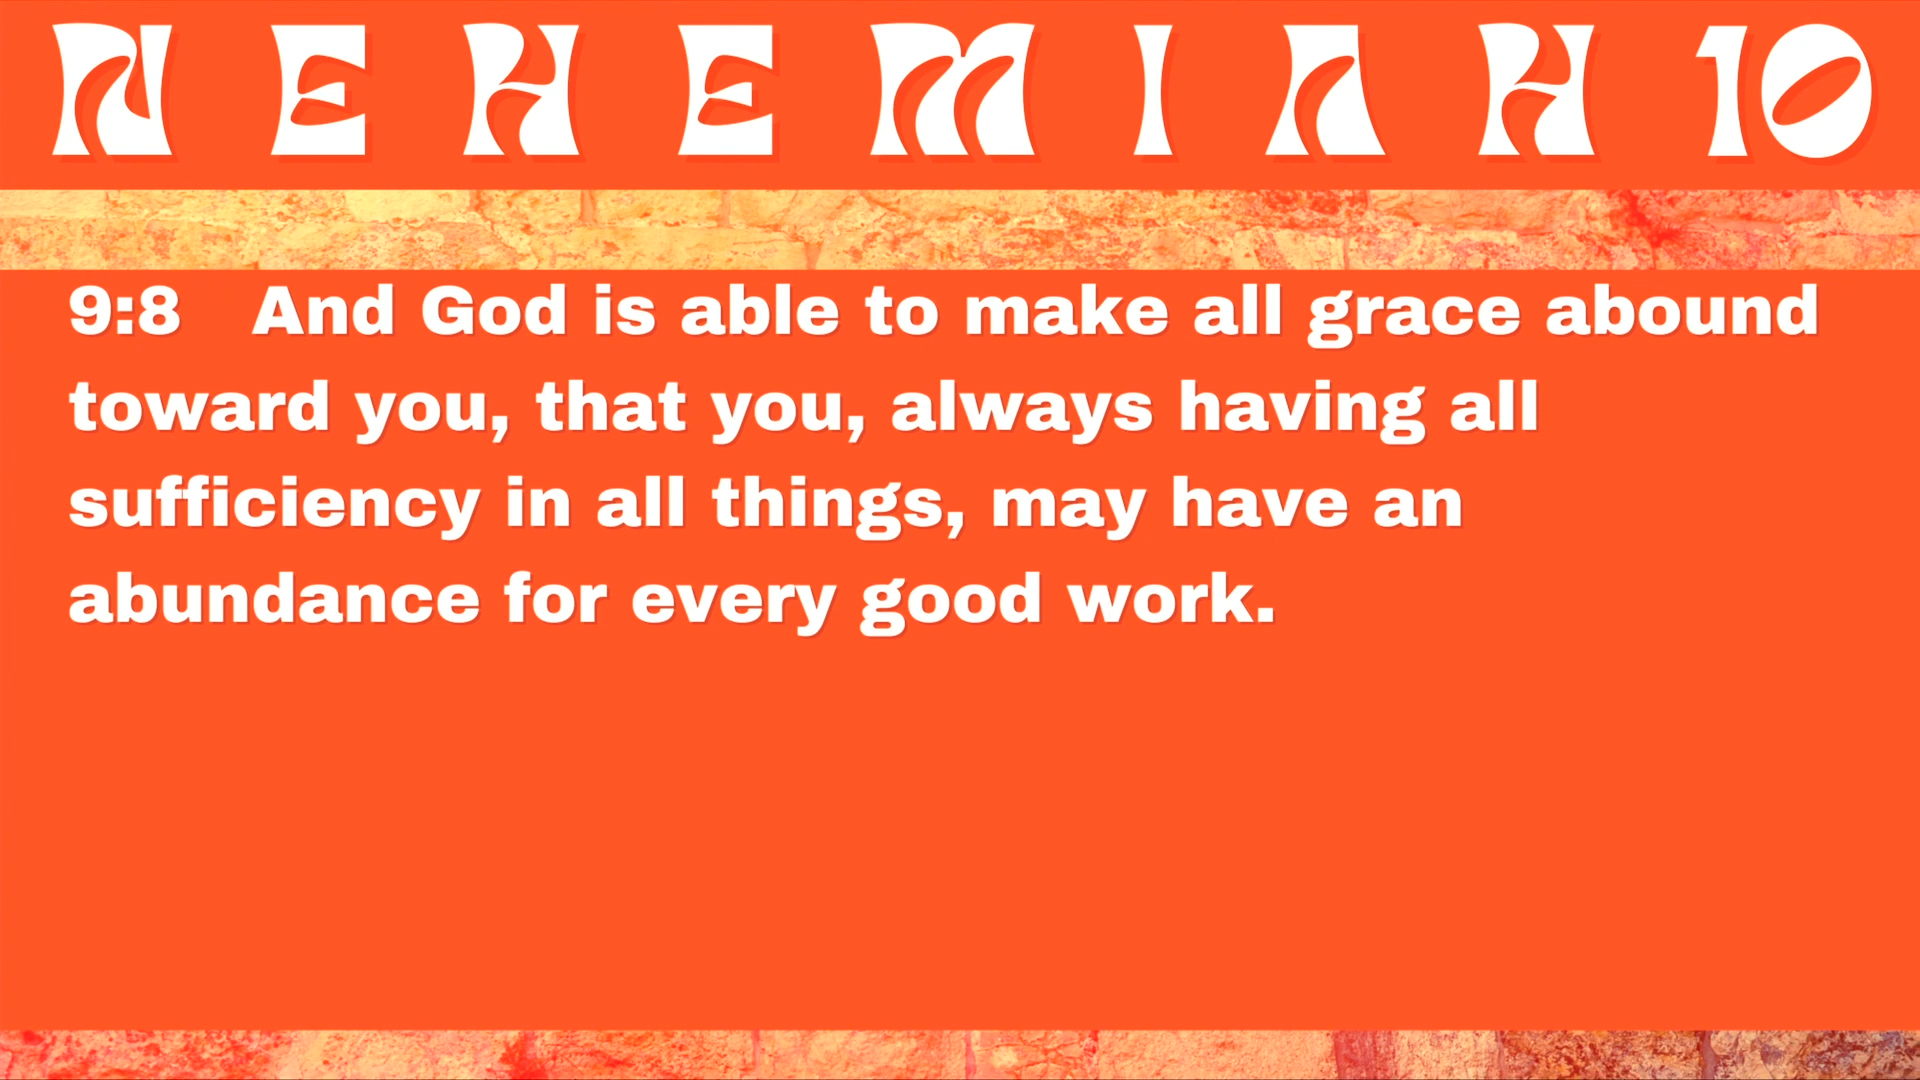 NEHEMIAH 10
9:8 And God is able to make all grace abound
toward you, that you, always having all
sufficiency in all things, may have an
abundance for every good work.